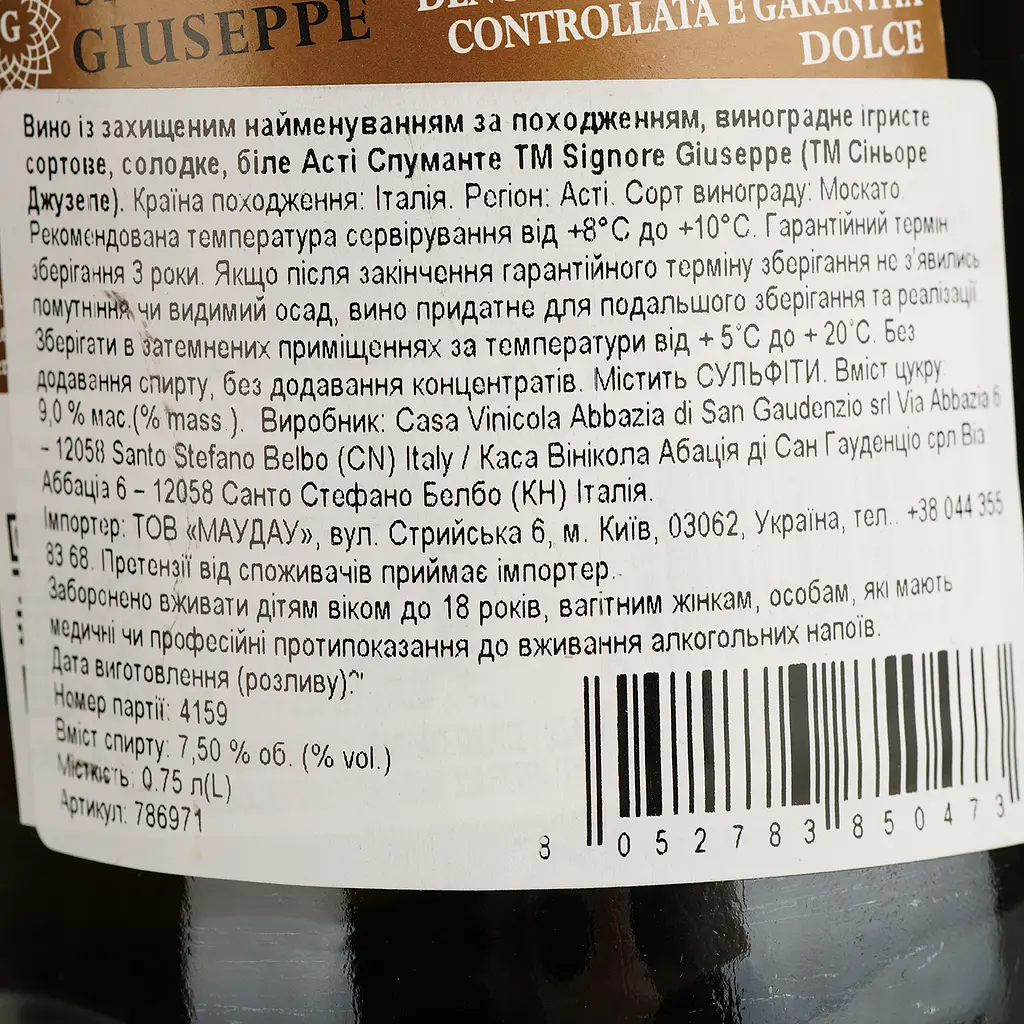 G
GIUSEPPE
CONTROLLATA E GARANTITA
DOLCE
Вино із захищеним найменуванням за походженням, виноградне ігристе
сортове, солодке, біле Асті Спуманте ТМ Signore Giuseppe (ТМ Сіньоре
Джузепе). Країна походження: Італія. Регіон: Асті. Сорт винограду: Москато.
Рекомендована температура сервірування від +8°C до +10°C. Гарантійний термін
зберігання 3 роки. Якщо після закінчення гарантійного терміну зберігання не з'явились
помутніння чи видимий осад, вино придатне для подальшого зберігання та реалізації.
Зберігати в затемнених приміщеннях за температури від + 5°C до + 20°C. Без
додавання спирту, без додавання концентратів. Містить СУЛЬФІТИ. Вміст цукру:
9,0 % мас.(% mass.). Виробник: Casa Vinicola Abbazia di San Gaudenzio srl Via Abbazia 6
– 12058 Santo Stefano Belbo (CN) Italy / Каса Вінікола Абація ді Сан Гауденціо срл Віа
Аббація 6 – 12058 Санто Стефано Белбо (КН) Італія.
Імпортер: ТОВ «МАУДАУ», вул. Стрийська 6, м. Київ, 03062, Україна, тел.. +38 044 355
83 68. Претензії від споживачів приймає імпортер.
Заборонено вживати дітям віком до 18 років, вагітним жінкам, особам, які мають
медичні чи професійні протипоказання до вживання алкогольних напоїв.
Дата виготовлення (розливу):"
Номер партії: 4159
Вміст спирту: 7,50 % об. (% vol.)
Місткість: 0.75 л(L)
Артикул: 786971
8 052783 850473